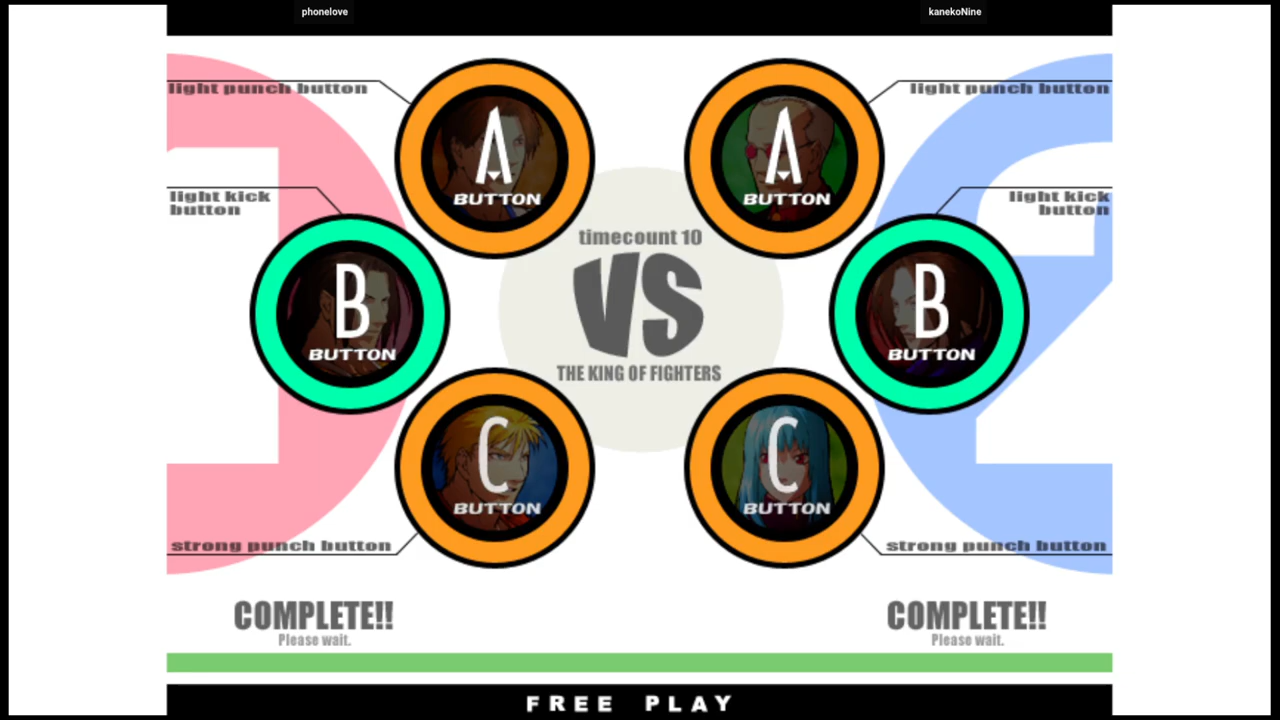 phonelove
kanekoNine
light punch button
A
BUTTON
A
BUTTON
light punch button
light kick
button
B
BUTTON
timecount 10
VS
THE KING OF FIGHTERS
light kick
button
B
BUTTON
C
BUTTON
C
BUTTON
strong punch button
strong punch button
COMPLETE!!
Please wait.
COMPLETE!!
Please wait.
FREE PLAY
1
2